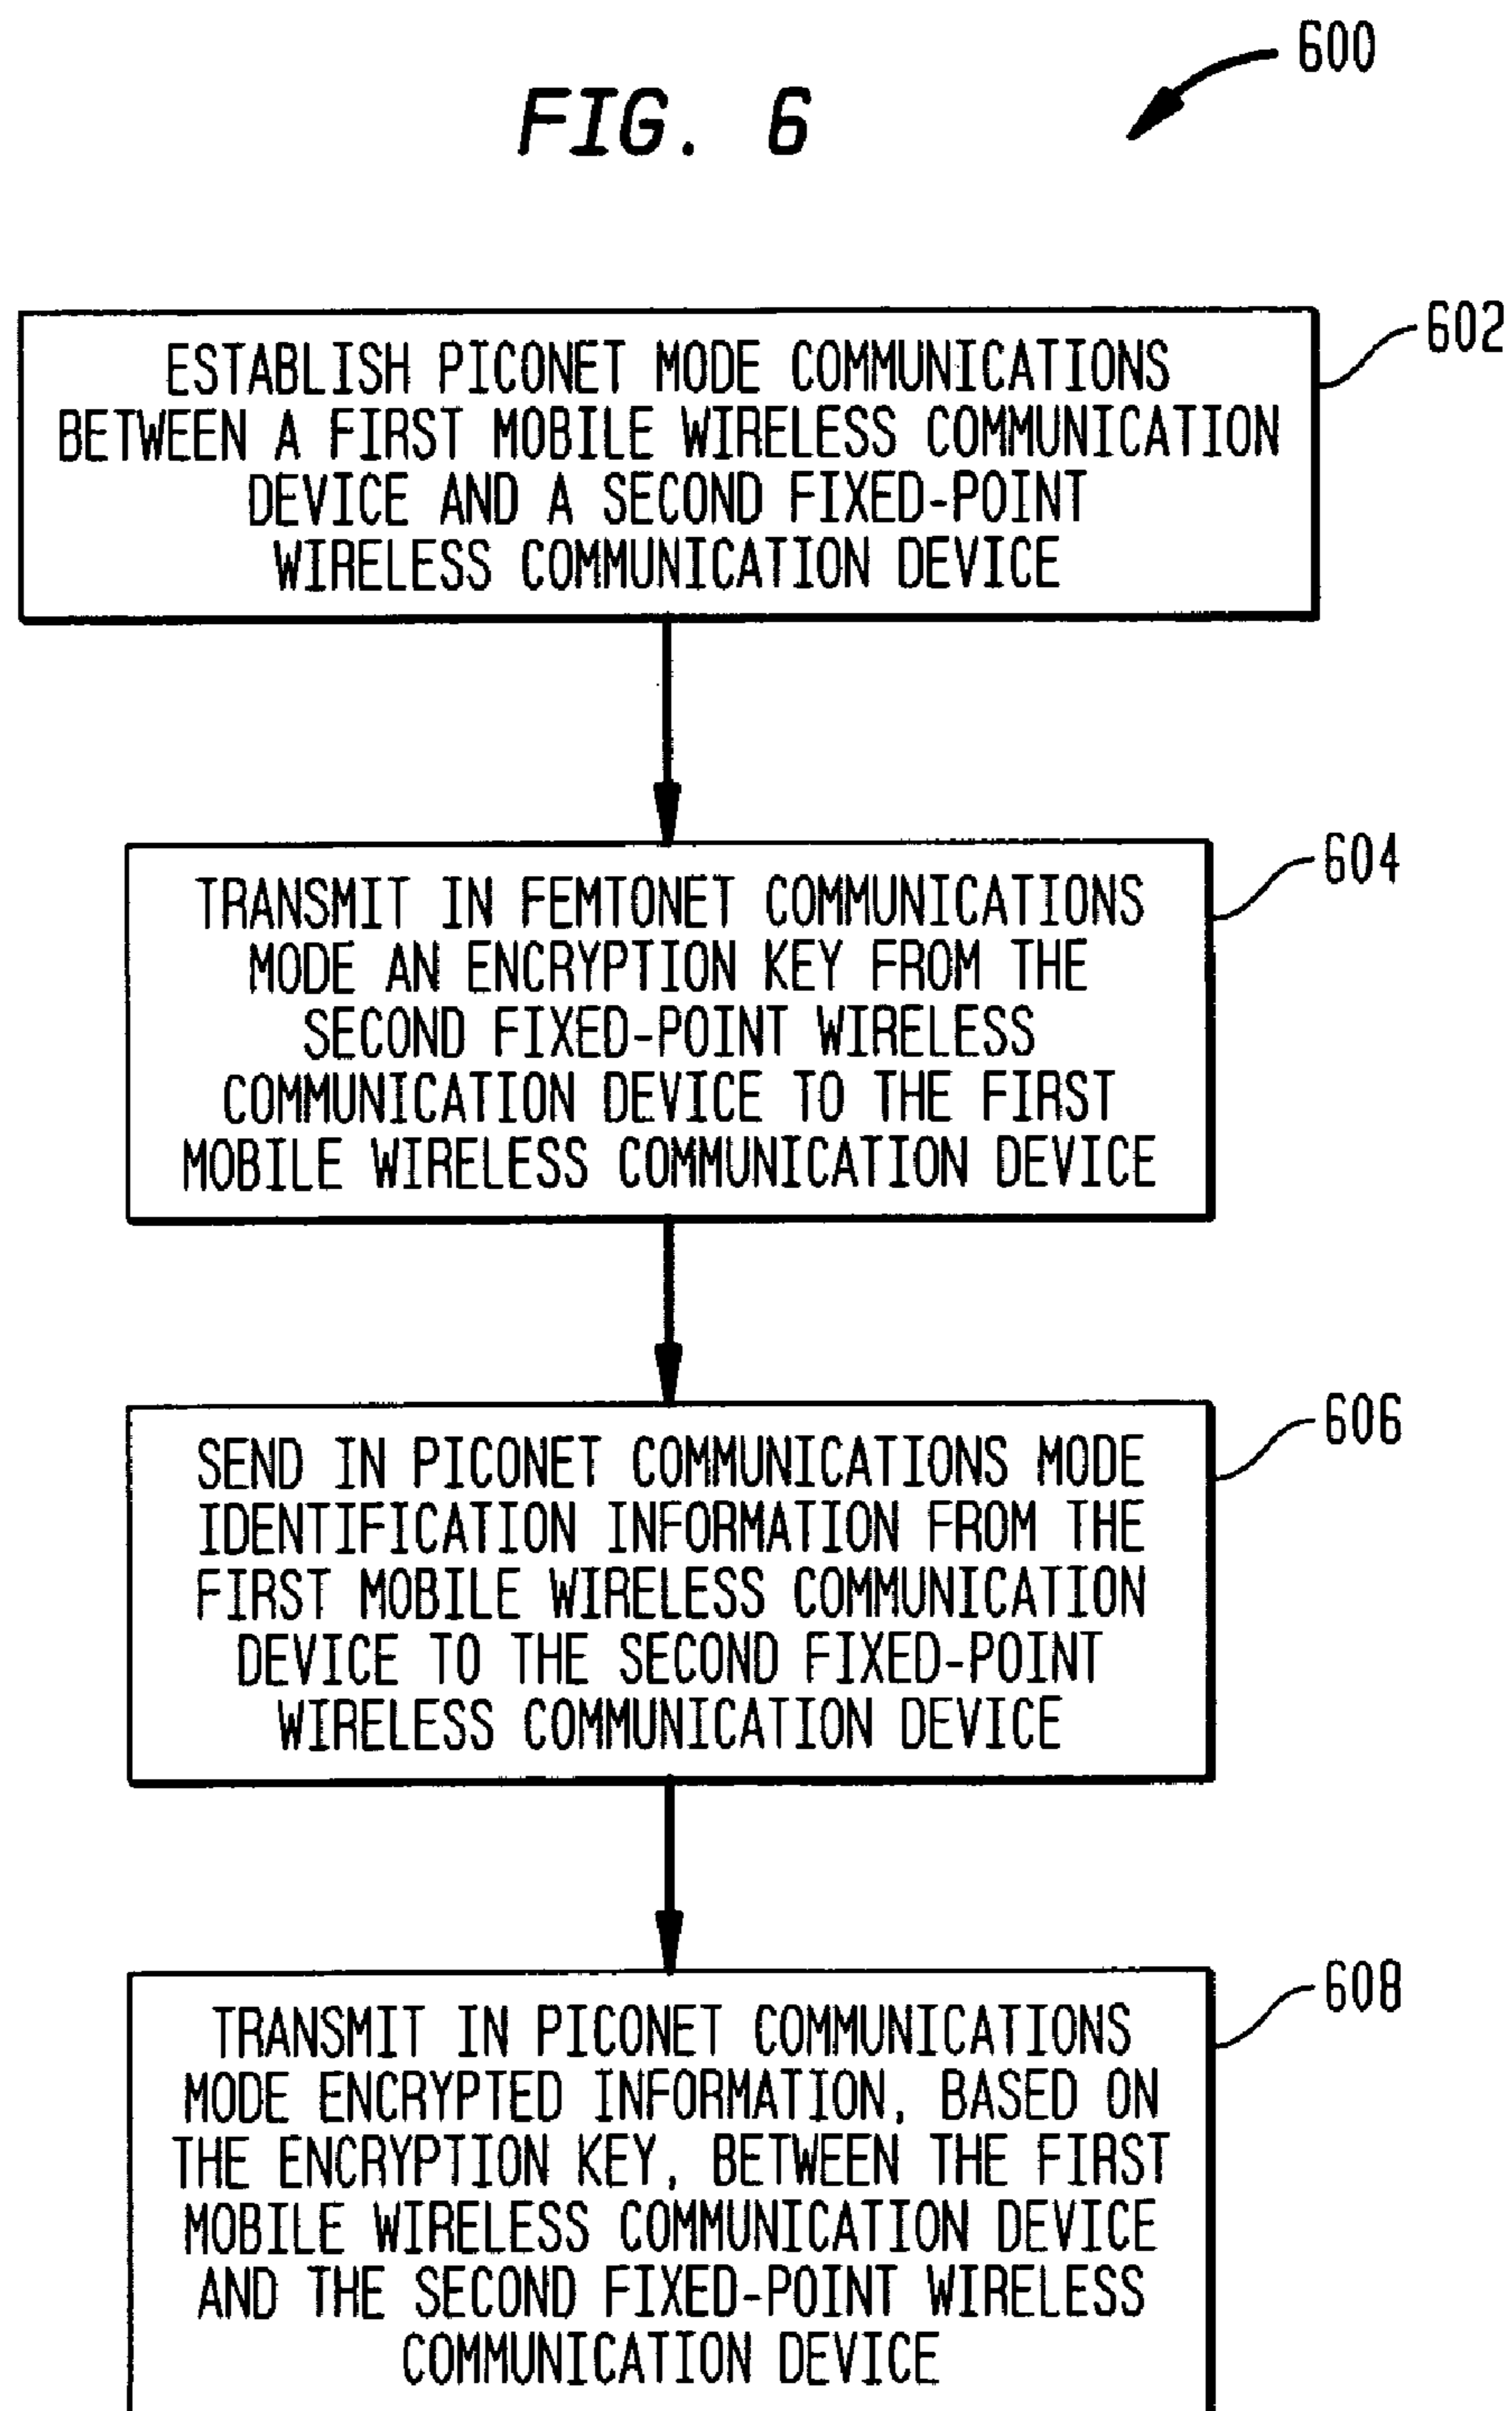 600
FIG. 6
602
ESTABLISH PICONET MODE COMMUNICATIONS
BETWEEN A FIRST MOBILE WIRELESS COMMUNICATION
DEVICE AND A SECOND FIXED-POINT
WIRELESS COMMUNICATION DEVICE
604
TRANSMIT IN FEMTONET COMMUNICATIONS
MODE AN ENCRYPTION KEY FROM THE
SECOND FIXED-POINT WIRELESS
COMMUNICATION DEVICE TO THE FIRST
MOBILE WIRELESS COMMUNICATION DEVICE
606
SEND IN PICONET COMMUNICATIONS MODE
IDENTIFICATION INFORMATION FROM THE
FIRST MOBILE WIRELESS COMMUNICATION
DEVICE TO THE SECOND FIXED-POINT
WIRELESS COMMUNICATION DEVICE
608
TRANSMIT IN PICONET COMMUNICATIONS
MODE ENCRYPTED INFORMATION, BASED ON
THE ENCRYPTION KEY, BETWEEN THE FIRST
MOBILE WIRELESS COMMUNICATION DEVICE
AND THE SECOND FIXED-POINT WIRELESS
COMMUNICATION DEVICE